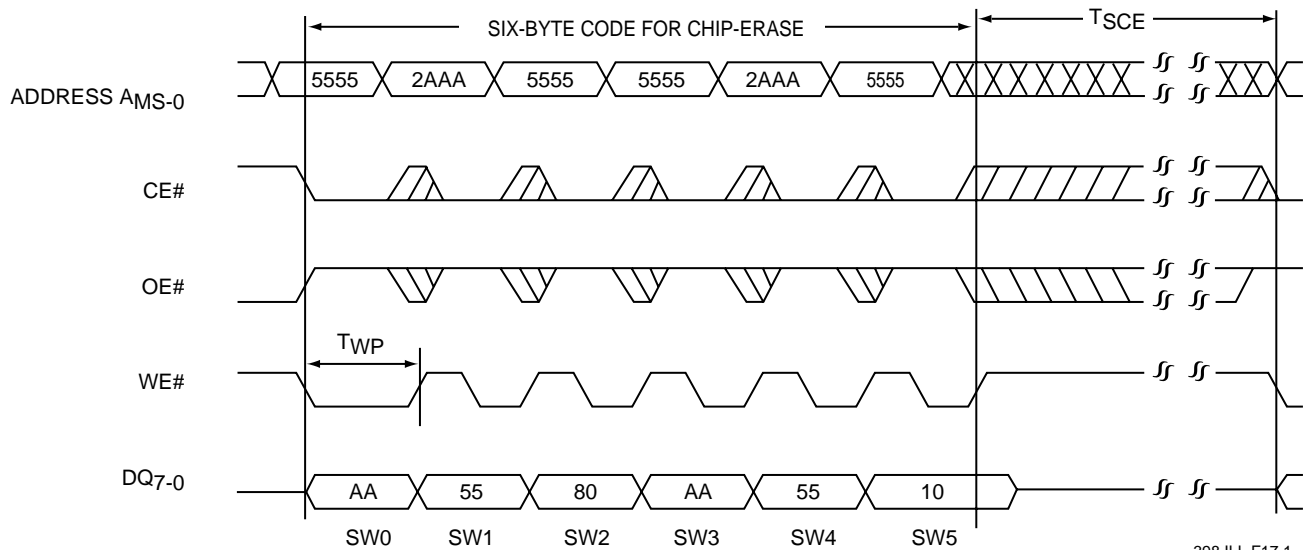 SIX-BYTE CODE FOR CHIP-ERASE TSCE
ADDRESS AMS-0 5555 2AAA 5555 5555 2AAA 5555
CE#
OE#
TWP
WE#
DQ7-0 AA 55 80 AA 55 10
SW0 SW1 SW2 SW3 SW4 SW5